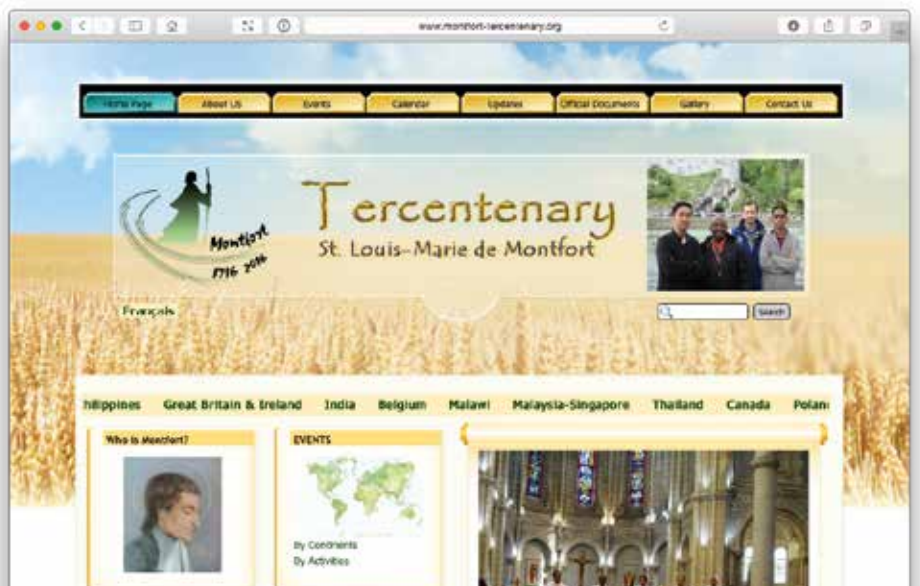 www.montfort-tercentenary.org
Home Page About US Events Calendar Updates Official Documents Gallery Contact Us
Tercentenary
St. Louis-Marie de Montfort
Montfort
1716 2016
Français
Search
hilippines Great Britain & Ireland India Belgium Malawi Malaysia-Singapore Thailand Canada Polan
Who is Montfort?
EVENTS
By Continents
By Activities